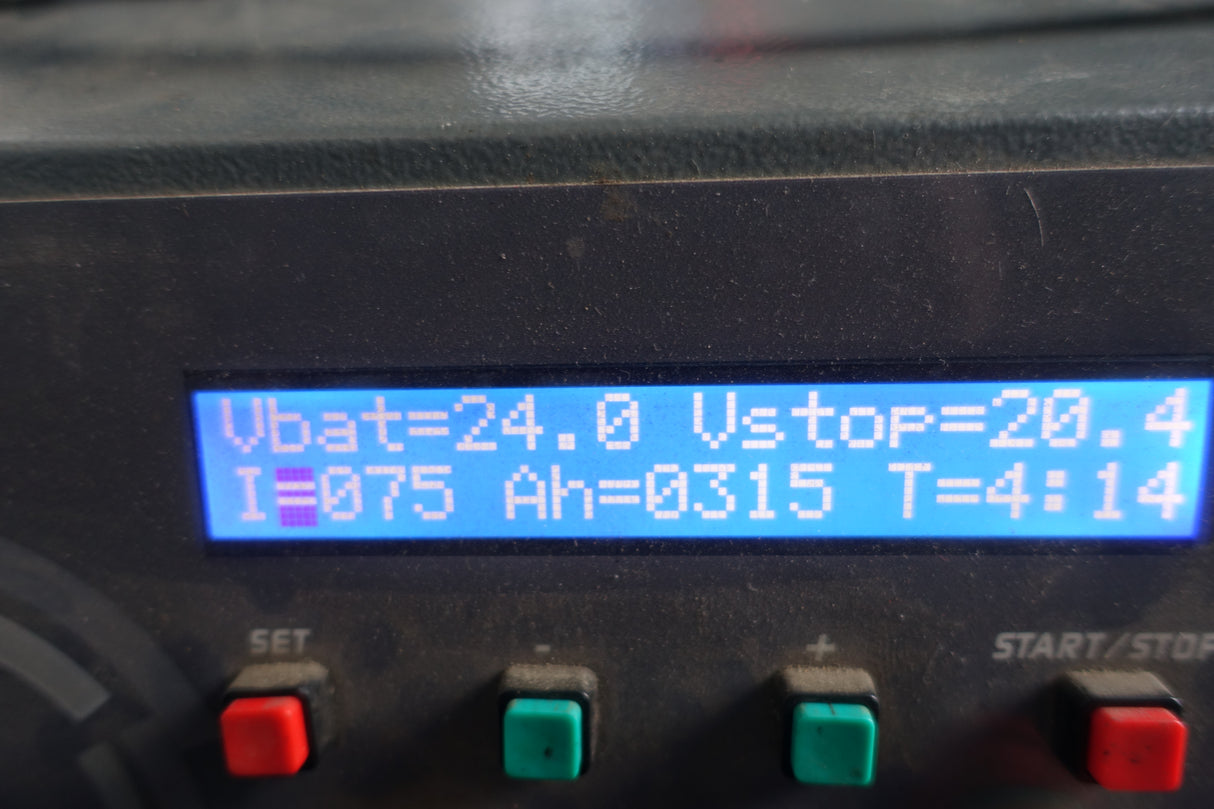 Vbat=24.0 Vstop=20.4
I=075 Ah=0315 T=4:14
SET - + START/STOP